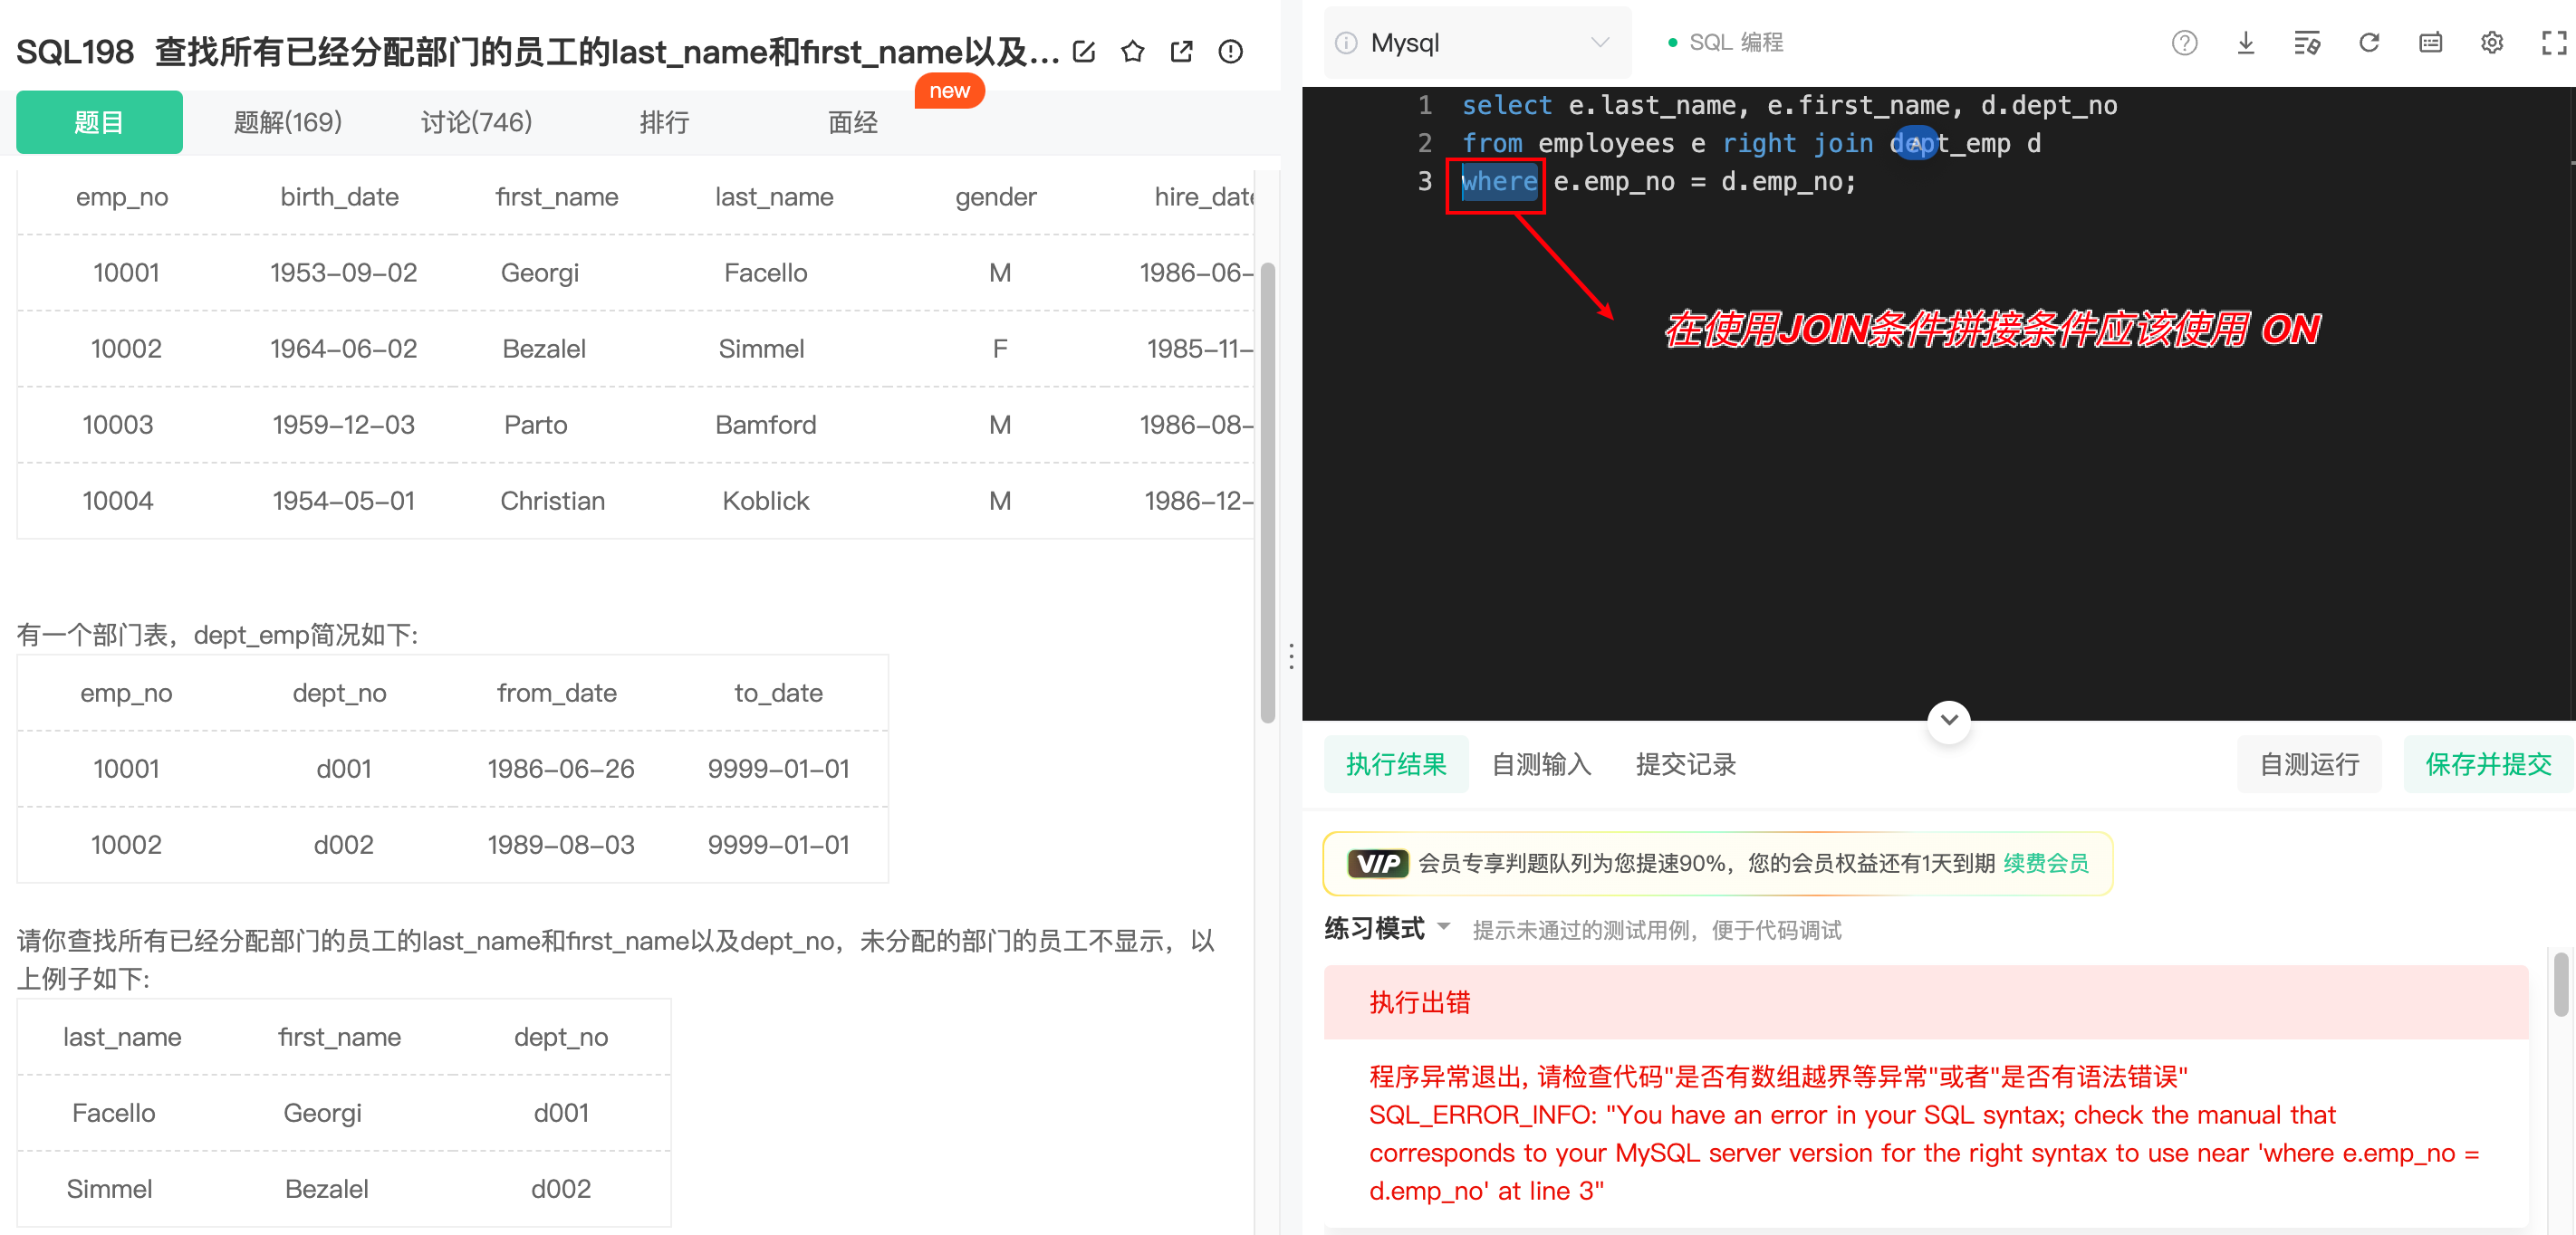 SQL198 查找所有已经分配部门的员工的last_name和first_name以及...
题目 题解(169) 讨论(746) 排行 面经 new
emp_no birth_date first_name last_name gender hire_date
10001 1953-09-02 Georgi Facello M 1986-06-
10002 1964-06-02 Bezalel Simmel F 1985-11-
10003 1959-12-03 Parto Bamford M 1986-08-
10004 1954-05-01 Christian Koblick M 1986-12-
有一个部门表，dept_emp简况如下:
emp_no dept_no from_date to_date
10001 d001 1986-06-26 9999-01-01
10002 d002 1989-08-03 9999-01-01
请你查找所有已经分配部门的员工的last_name和first_name以及dept_no，未分配的部门的员工不显示，以
上例子如下:
last_name first_name dept_no
Facello Georgi d001
Simmel Bezalel d002
Mysql SQL 编程
1 select e.last_name, e.first_name, d.dept_no
2 from employees e right join dept_emp d
3 where e.emp_no = d.emp_no;
在使用JOIN条件拼接条件应该使用 ON
执行结果 自测输入 提交记录 自测运行 保存并提交
VIP 会员专享判题队列为您提速90%，您的会员权益还有1天到期 续费会员
练习模式 提示未通过的测试用例，便于代码调试
执行出错
程序异常退出, 请检查代码"是否有数组越界等异常"或者"是否有语法错误"
SQL_ERROR_INFO: "You have an error in your SQL syntax; check the manual that
corresponds to your MySQL server version for the right syntax to use near 'where e.emp_no =
d.emp_no' at line 3"